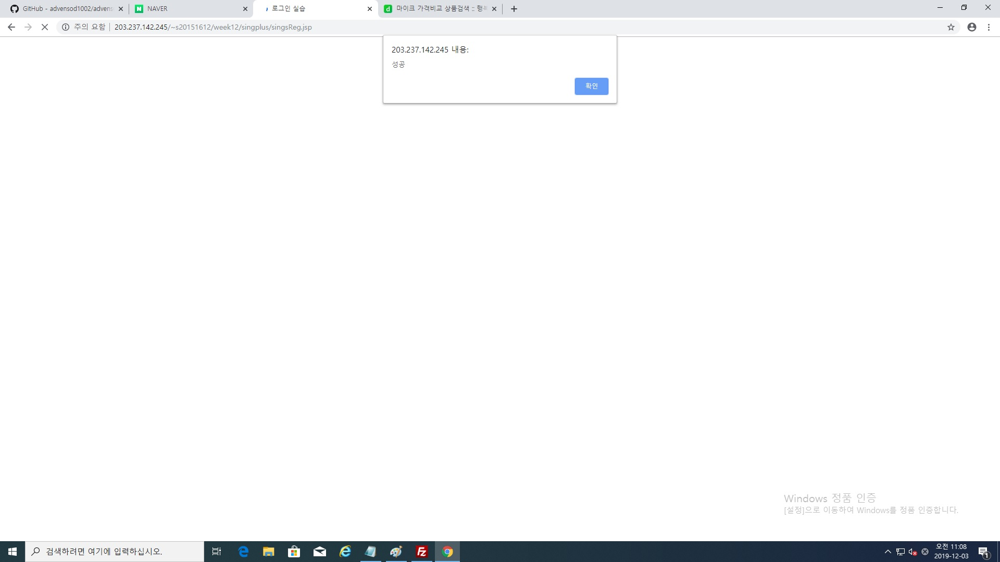 GitHub - advensod1002/advens
NAVER
로그인 실습
마이크 가격비교 상품검색 :: 행
주의 요함
203.237.142.245/~s20151612/week12/singplus/singsReg.jsp
203.237.142.245 내용:
성공
확인
Windows 정품 인증
[설정]으로 이동하여 Windows를 정품 인증합니다.
검색하려면 여기에 입력하십시오.
오전 11:08
2019-12-03
1